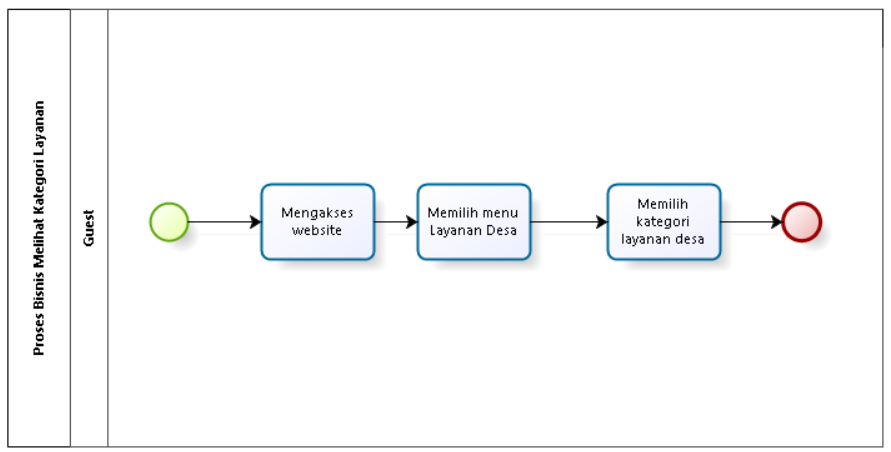 Proses Bisnis Melihat Kategori Layanan
Guest
Mengakses
website
Memilih menu
Layanan Desa
Memilih
kategori
layanan desa